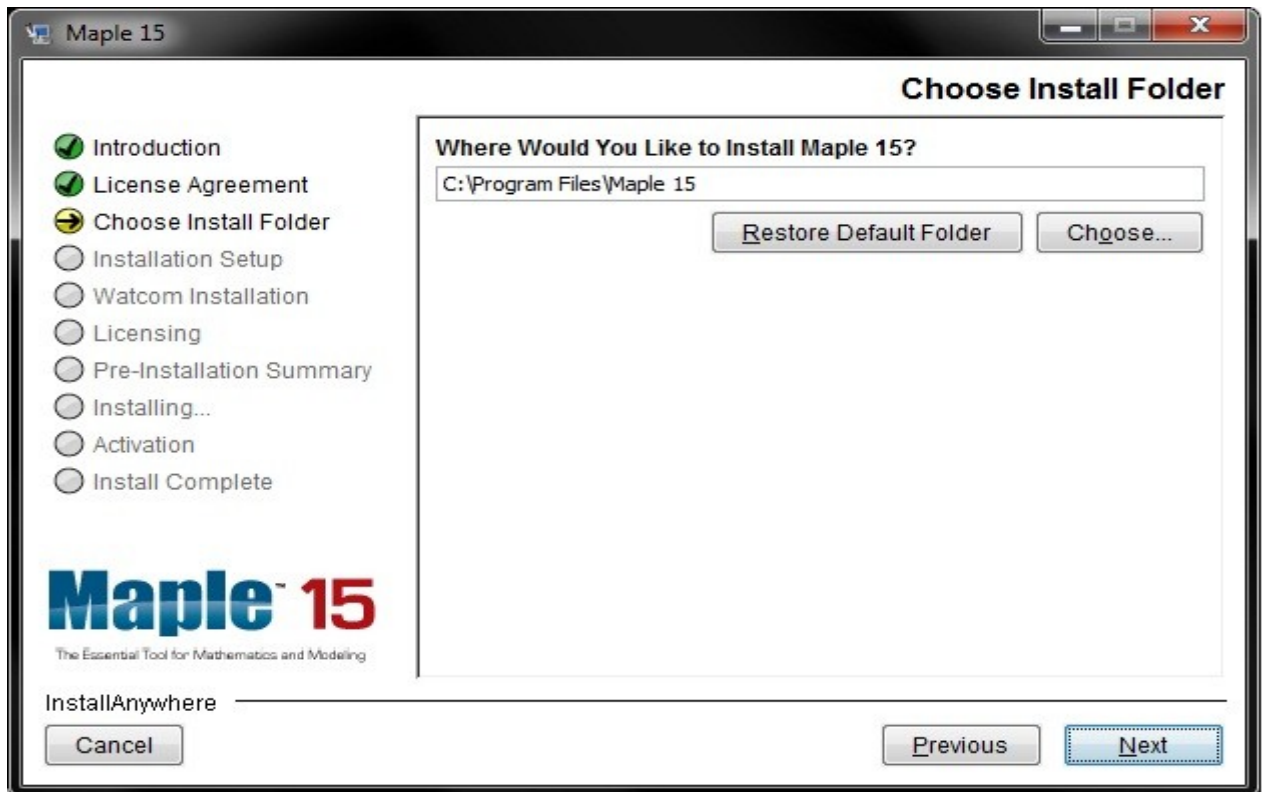 Maple 15
Choose Install Folder
Introduction
License Agreement
Choose Install Folder
Installation Setup
Watcom Installation
Licensing
Pre-Installation Summary
Installing...
Activation
Install Complete
Where Would You Like to Install Maple 15?
C:\Program Files\Maple 15
Restore Default Folder Choose...
Maple™ 15
The Essential Tool for Mathematics and Modeling
InstallAnywhere
Cancel Previous Next